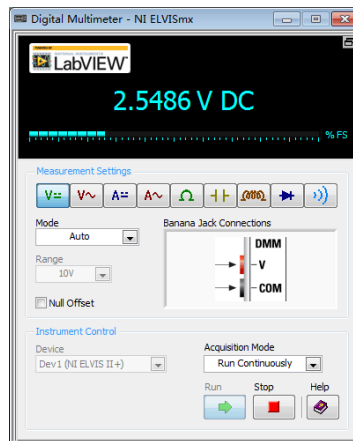 Digital Multimeter - NI ELVISmx
LabVIEW
2.5486 V DC
% FS
Measurement Settings
V= V~ A= A~ Ω
Mode
Auto
Banana Jack Connections
DMM
V
COM
Range
10V
Null Offset
Instrument Control
Device
Dev1 (NI ELVIS II+)
Acquisition Mode
Run Continuously
Run Stop Help